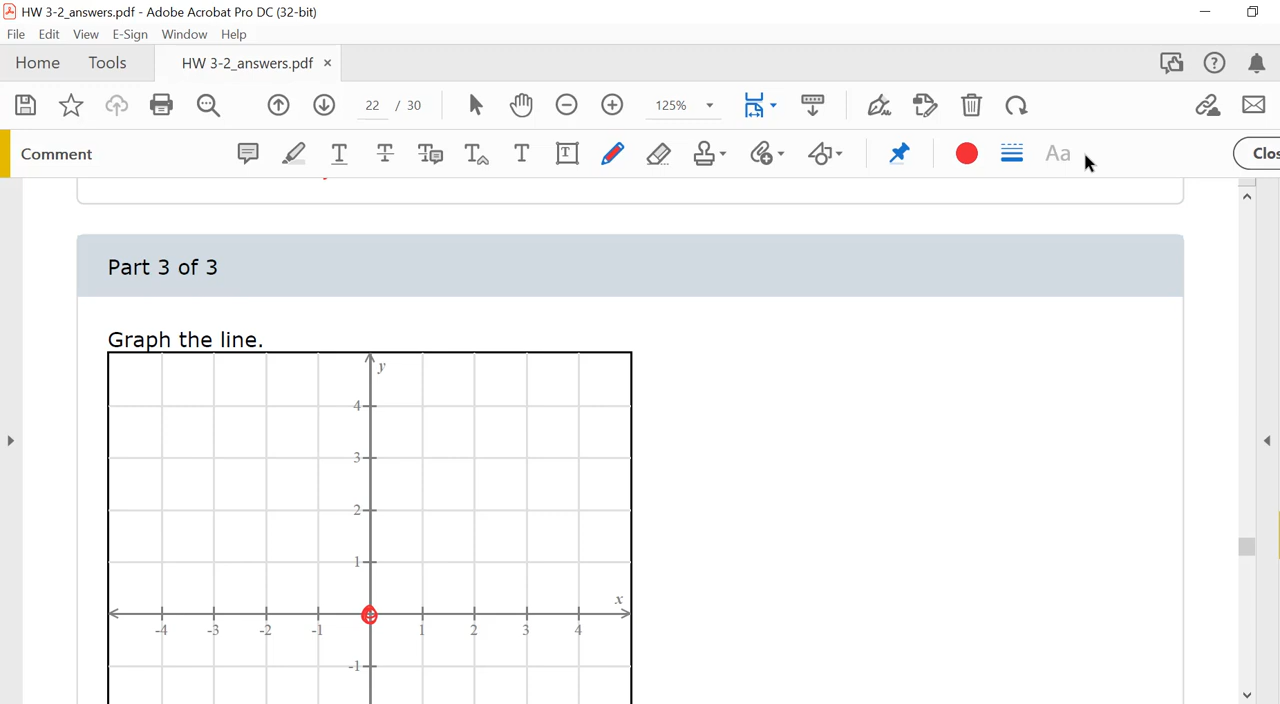 HW 3-2_answers.pdf - Adobe Acrobat Pro DC (32-bit)
File Edit View E-Sign Window Help
Home Tools HW 3-2_answers.pdf ×
22 / 30 125%
Comment T T T T T Aa Clos
Part 3 of 3
Graph the line.
y
4
3
2
1
x
-4 -3 -2 -1 1 2 3 4
-1